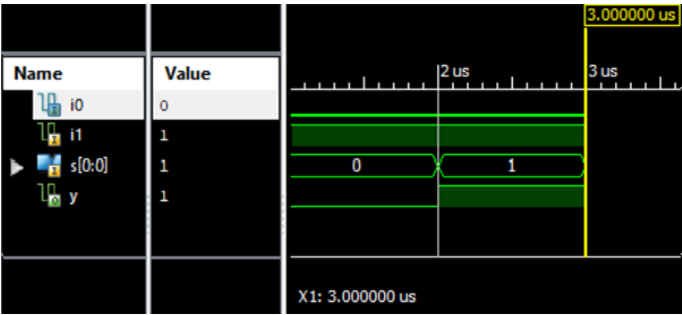 3.000000 us
Name Value
2 us 3 us
i0 0
i1 1
s[0:0] 1 0 1
y 1
X1: 3.000000 us